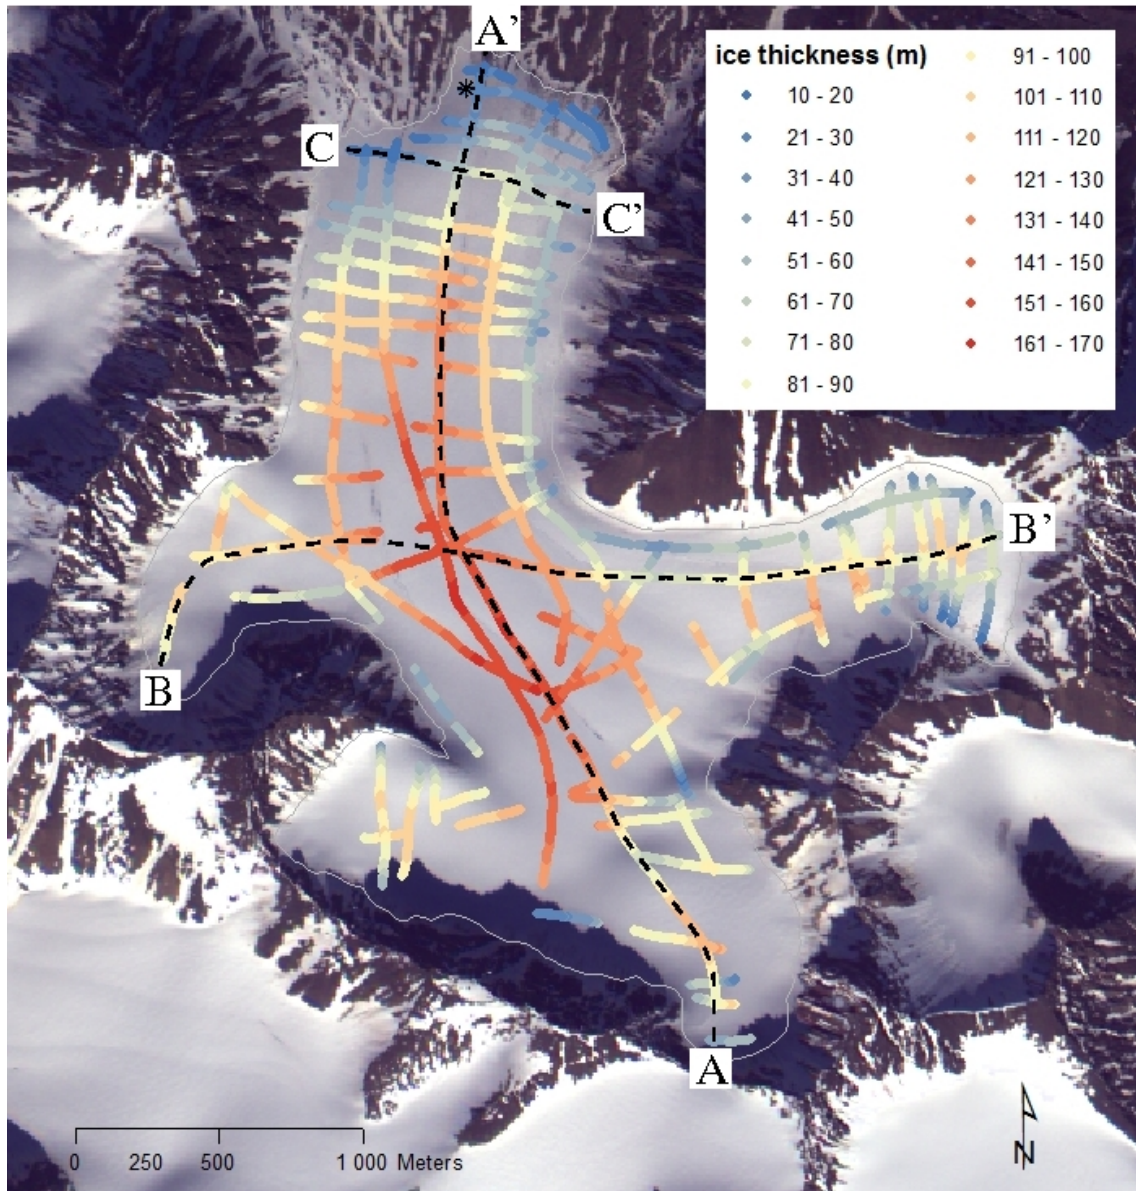 A’
ice thickness (m)
10 - 20
21 - 30
31 - 40
41 - 50
51 - 60
61 - 70
71 - 80
81 - 90
91 - 100
101 - 110
111 - 120
121 - 130
131 - 140
141 - 150
151 - 160
161 - 170
*
C
C’
B’
B
A
0 250 500 1 000 Meters
N